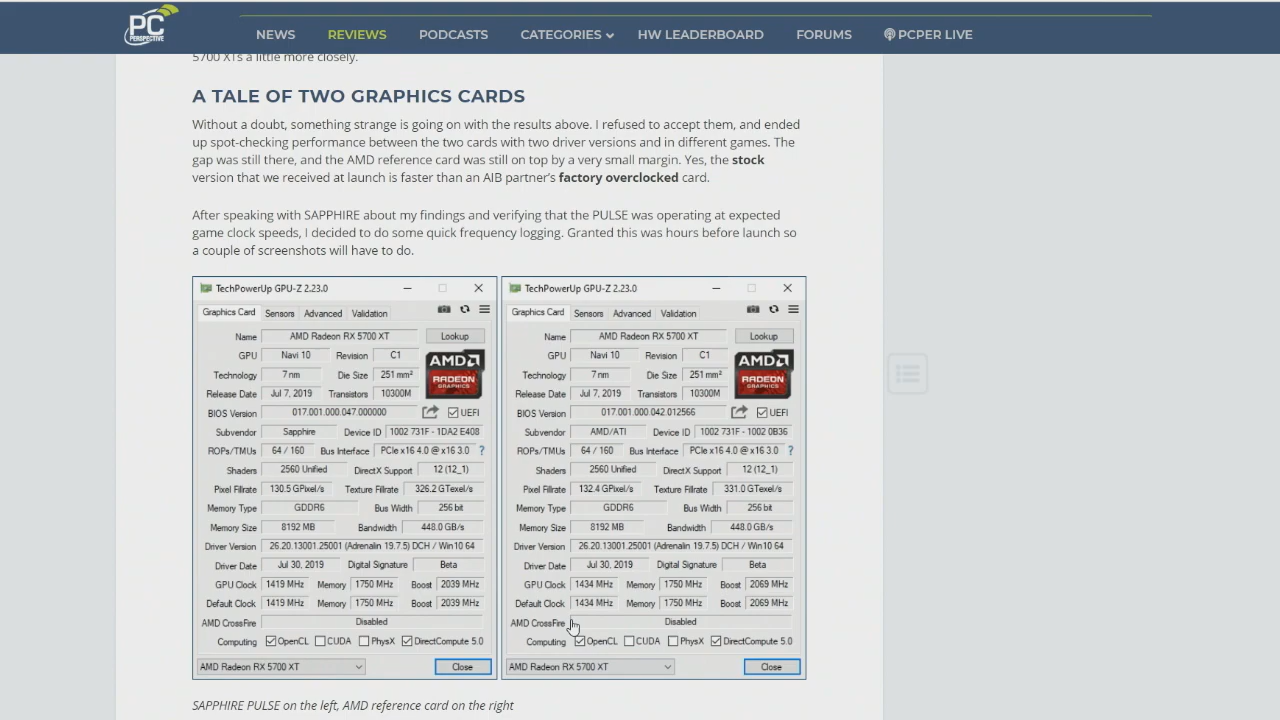 PC
PERSPECTIVE
NEWS REVIEWS PODCASTS CATEGORIES HW LEADERBOARD FORUMS PCPER LIVE
5700 XTs a little more closely.
A TALE OF TWO GRAPHICS CARDS
Without a doubt, something strange is going on with the results above. I refused to accept them, and ended
up spot-checking performance between the two cards with two driver versions and in different games. The
gap was still there, and the AMD reference card was still on top by a very small margin. Yes, the stock
version that we received at launch is faster than an AIB partner's factory overclocked card.
After speaking with SAPPHIRE about my findings and verifying that the PULSE was operating at expected
game clock speeds, I decided to do some quick frequency logging. Granted this was hours before launch so
a couple of screenshots will have to do.
TechPowerUp GPU-Z 2.23.0
Graphics Card Sensors Advanced Validation
Name AMD Radeon RX 5700 XT Lookup
GPU Navi 10 Revision C1
AMD
RADEON
GRAPHICS
Technology 7 nm Die Size 251 mm²
Release Date Jul 7, 2019 Transistors 10300M
BIOS Version 017.001.000.047.000000 UEFI
Subvendor Sapphire Device ID 1002 731F - 1DA2 E408
ROPs/TMUs 64 / 160 Bus Interface PCIe x16 4.0 @ x16 3.0 ?
Shaders 2560 Unified DirectX Support 12 (12_1)
Pixel Fillrate 130.5 GPixel/s Texture Fillrate 326.2 GTexel/s
Memory Type GDDR6 Bus Width 256 bit
Memory Size 8192 MB Bandwidth 448.0 GB/s
Driver Version 26.20.13001.25001 (Adrenalin 19.7.5) DCH / Win10 64
Driver Date Jul 30, 2019 Digital Signature Beta
GPU Clock 1419 MHz Memory 1750 MHz Boost 2039 MHz
Default Clock 1419 MHz Memory 1750 MHz Boost 2039 MHz
AMD CrossFire Disabled
Computing OpenCL CUDA PhysX DirectCompute 5.0
AMD Radeon RX 5700 XT Close
TechPowerUp GPU-Z 2.23.0
Graphics Card Sensors Advanced Validation
Name AMD Radeon RX 5700 XT Lookup
GPU Navi 10 Revision C1
AMD
RADEON
GRAPHICS
Technology 7 nm Die Size 251 mm²
Release Date Jul 7, 2019 Transistors 10300M
BIOS Version 017.001.000.042.012566 UEFI
Subvendor AMD/ATI Device ID 1002 731F - 1002 0B36
ROPs/TMUs 64 / 160 Bus Interface PCIe x16 4.0 @ x16 3.0 ?
Shaders 2560 Unified DirectX Support 12 (12_1)
Pixel Fillrate 132.4 GPixel/s Texture Fillrate 331.0 GTexel/s
Memory Type GDDR6 Bus Width 256 bit
Memory Size 8192 MB Bandwidth 448.0 GB/s
Driver Version 26.20.13001.25001 (Adrenalin 19.7.5) DCH / Win10 64
Driver Date Jul 30, 2019 Digital Signature Beta
GPU Clock 1434 MHz Memory 1750 MHz Boost 2069 MHz
Default Clock 1434 MHz Memory 1750 MHz Boost 2069 MHz
AMD CrossFire Disabled
Computing OpenCL CUDA PhysX DirectCompute 5.0
AMD Radeon RX 5700 XT Close
SAPPHIRE PULSE on the left, AMD reference card on the right